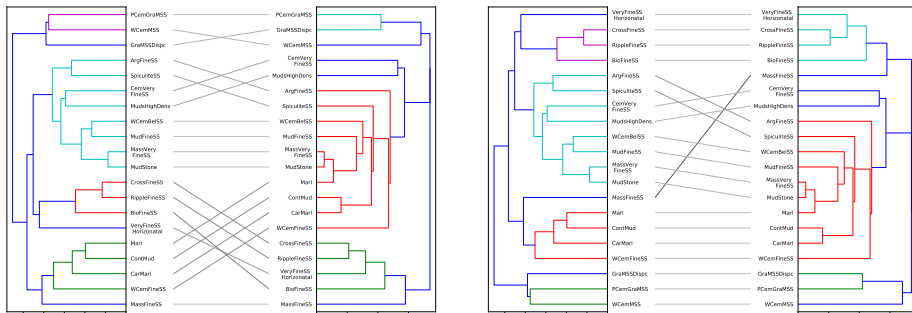 PCemGraMSS
WCemMSS
GraMSSDispc
ArgFineSS
SpiculiteSS
CemVery
FineSS
MudsHighDens
WCemBelSS
MudFineSS
MassVery
FineSS
MudStone
CrossFineSS
RippleFineSS
BioFineSS
VeryFineSS
Horizonatal
Marl
ContMud
CarMarl
WCemFineSS
MassFineSS
PCemGraMSS
GraMSSDispc
WCemMSS
CemVery
FineSS
MudsHighDens
ArgFineSS
SpiculiteSS
WCemBelSS
MudFineSS
MassVery
FineSS
MudStone
Marl
ContMud
CarMarl
WCemFineSS
CrossFineSS
RippleFineSS
VeryFineSS
Horizonatal
BioFineSS
MassFineSS
VeryFineSS
Horizonatal
CrossFineSS
RippleFineSS
BioFineSS
ArgFineSS
SpiculiteSS
CemVery
FineSS
MudsHighDens
WCemBelSS
MudFineSS
MassVery
FineSS
MudStone
MassFineSS
Marl
ContMud
CarMarl
WCemFineSS
GraMSSDispc
PCemGraMSS
WCemMSS
VeryFineSS
Horizonatal
CrossFineSS
RippleFineSS
BioFineSS
MassFineSS
CemVery
FineSS
MudsHighDens
ArgFineSS
SpiculiteSS
WCemBelSS
MudFineSS
MassVery
FineSS
MudStone
Marl
ContMud
CarMarl
WCemFineSS
GraMSSDispc
PCemGraMSS
WCemMSS